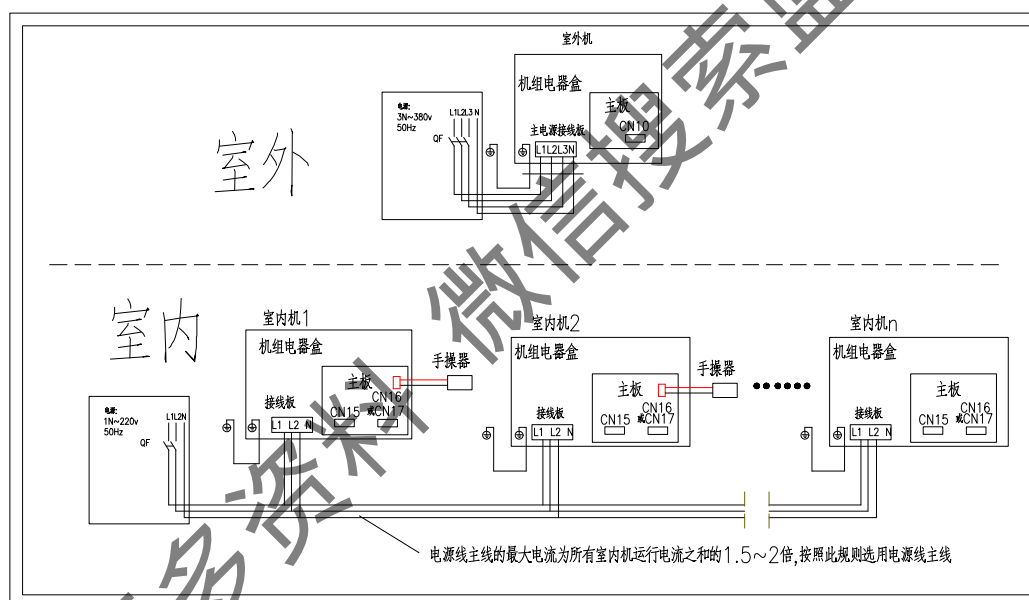 室外机
机组电器盒
主板
CN10
电源:
3N~380v
50Hz
L1L2L3 N
QF
主电源接线板
L1L2L3N
室外
室内
室内机1
机组电器盒
主板
手操器
CN16
CN15 或CN17
接线板
L1 L2 N
室内机2
机组电器盒
主板
手操器
CN16
CN15 或CN17
接线板
L1 L2 N
室内机n
机组电器盒
主板
CN16
CN15 或CN17
接线板
L1 L2 N
电源:
1N~220v
50Hz
L1L2N
QF
电源线主线的最大电流为所有室内机运行电流之和的1.5~2倍,按照此规则选用电源线主线
多资料 微信搜索